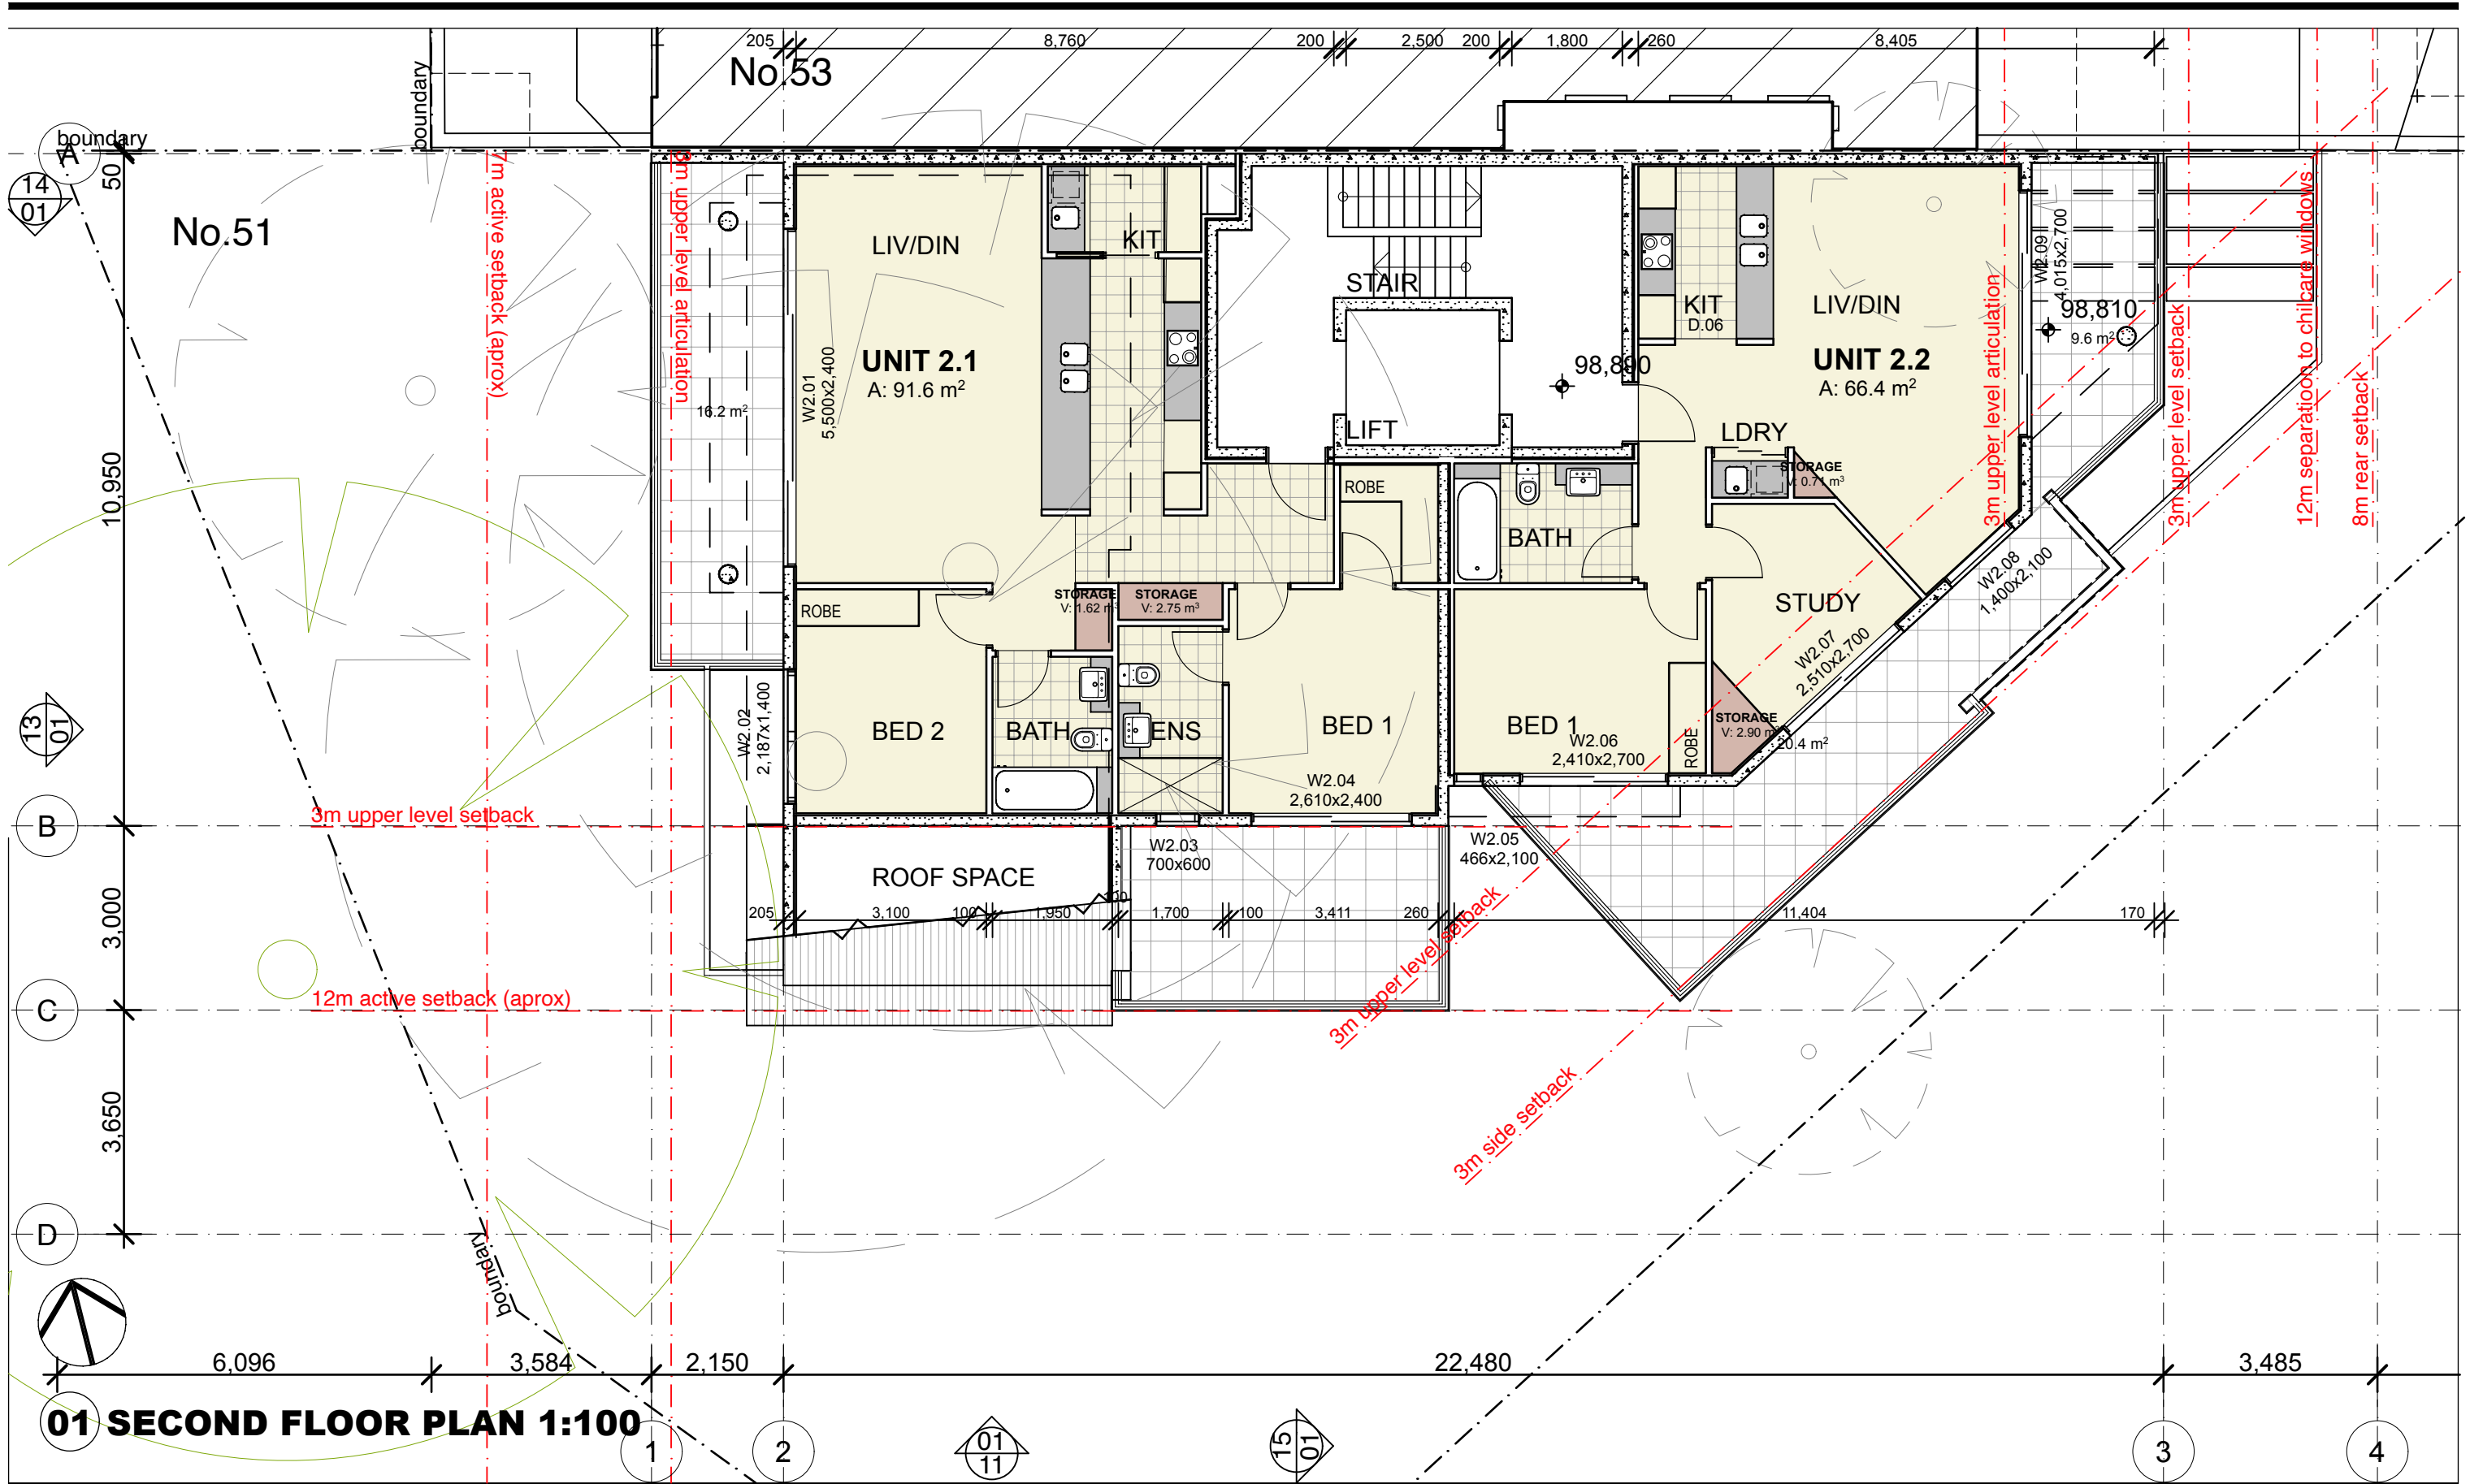 205
8,760
200
2,500
200
1,800
260
8,405
No.53
boundary
boundary
A
50
14
01
No.51
7m active setback (aprox)
3m upper level articulation
LIV/DIN
KIT
STAIR
LIFT
UNIT 2.1
A: 91.6 m²
W2.01
5,500x2,400
16.2 m²
98,890
KIT
D.06
LIV/DIN
UNIT 2.2
A: 66.4 m²
W2.09
4,015x2,700
98,810
9.6 m²
3m upper level articulation
3m upper level setback
12m separation to chilcare windows
8m rear setback
10,950
LDRY
STORAGE
V: 0.71 m³
ROBE
BATH
W2.08
1,400x2,100
STUDY
W2.07
2,510x2,700
ROBE
STORAGE
V: 1.62 m³
STORAGE
V: 2.75 m³
13
01
W2.02
2,187x1,400
BED 2
BATH
ENS
BED 1
W2.04
2,610x2,400
BED 1
W2.06
2,410x2,700
ROBE
STORAGE
V: 2.90 m³
20.4 m²
3m upper level setback
B
W2.03
700x600
W2.05
466x2,100
ROOF SPACE
3,000
205
3,100
100
1,950
1,700
100
3,411
260
11,404
170
3m upper level setback
12m active setback (aprox)
C
3m side setback
3,650
D
boundary
6,096
3,584
2,150
22,480
3,485
01 SECOND FLOOR PLAN 1:100
1
2
01
11
15
01
3
4